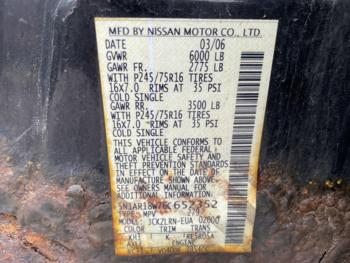 MFD BY NISSAN MOTOR CO., LTD.
DATE 03/06
GVWR 6000 LB
GAWR FR. 2775 LB
WITH P245/75R16 TIRES
16X7.0 RIMS AT 35 PSI
COLD SINGLE
GAWR RR. 3500 LB
WITH P245/75R16 TIRES
16X7.0 RIMS AT 35 PSI
COLD SINGLE
THIS VEHICLE CONFORMS TO ALL
APPLICABLE FEDERAL MOTOR
VEHICLE SAFETY AND THEFT
PREVENTION STANDARDS
IN EFFECT ON THE DATE OF
MANUFACTURE SHOWN ABOVE.
SEE OWNERS MANUAL FOR
ADDITIONAL INFORMATION
TYPE: MPV
MODEL
COLOR TRIM TRANS
KH3 K
ENGINE